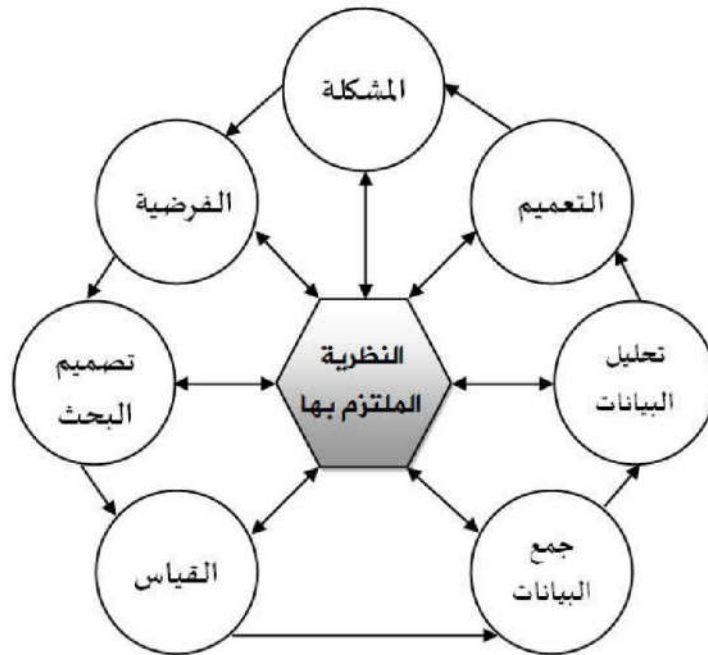 المشكلة
الفرضية
التعميم
النظرية
الملتزم بها
تصميم
البحث
تحليل
البيانات
القياس
جمع
البيانات